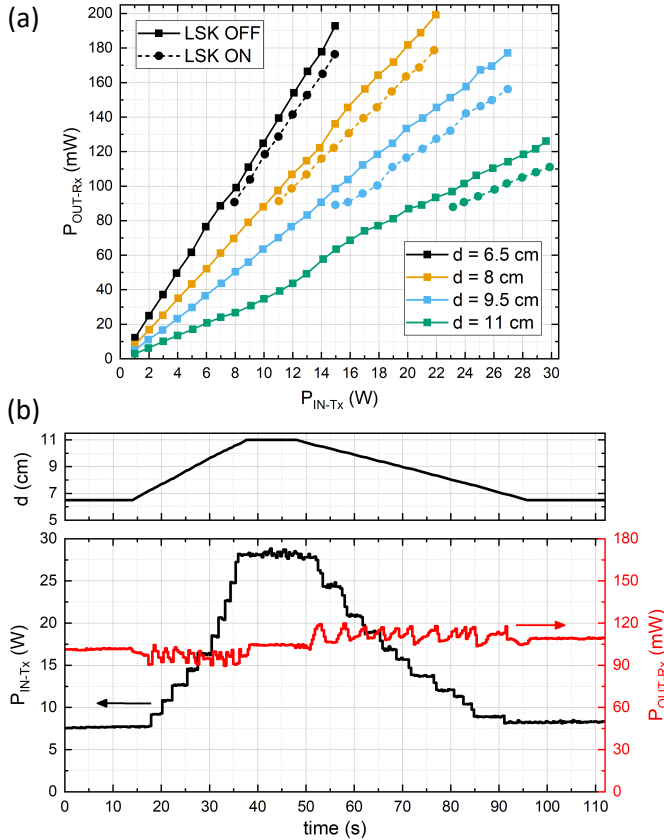 (a)
LSK OFF
LSK ON
200
180
160
140
120
100
80
60
40
20
0
P_OUT-Rx (mW)
d = 6.5 cm
d = 8 cm
d = 9.5 cm
d = 11 cm
0 2 4 6 8 10 12 14 16 18 20 22 24 26 28 30
P_IN-Tx (W)
(b)
11
9
7
5
d (cm)
30
25
20
15
10
5
0
P_IN-Tx (W)
180
150
120
90
60
30
0
P_OUT-Rx (mW)
0 10 20 30 40 50 60 70 80 90 100 110
time (s)